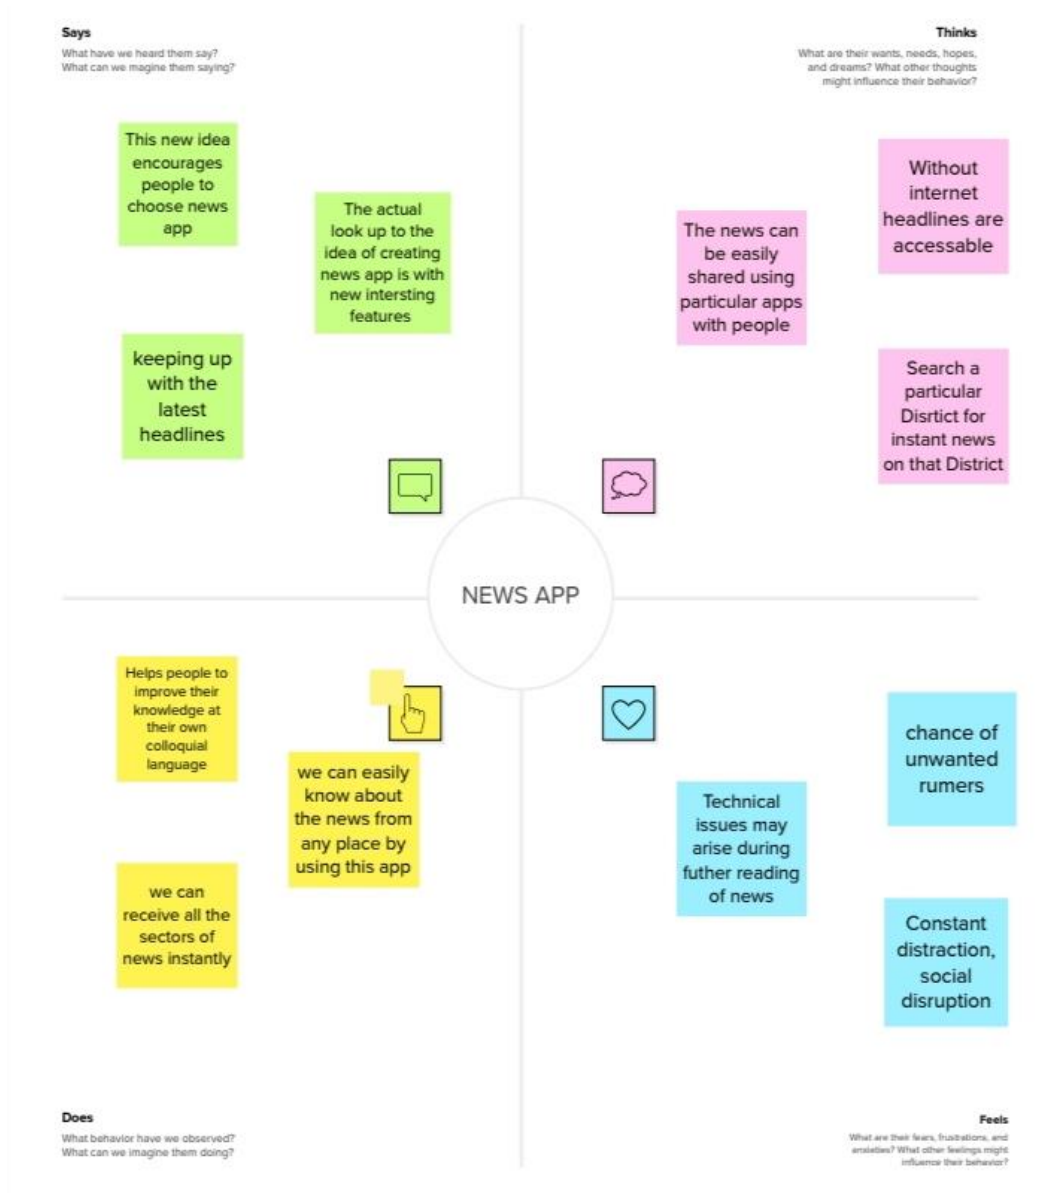 Says
What have we heard them say?
What can we magine them saying?
This new idea
encourages
people to
choose news
app
The actual
look up to the
idea of creating
news app is with
new intersting
features
keeping up
with the
latest
headlines
Thinks
What are their wants, needs, hopes,
and dreams? What other thoughts
might influence their behavior?
Without
internet
headlines are
accessable
The news can
be easily
shared using
particular apps
with people
Search a
particular
Disrtict for
instant news
on that District
NEWS APP
Helps people to
improve their
knowledge at
their own
colloquial
language
we can easily
know about
the news from
any place by
using this app
we can
receive all the
sectors of
news instantly
Does
What behavior have we observed?
What can we imagine them doing?
chance of
unwanted
rumers
Technical
issues may
arise during
futher reading
of news
Constant
distraction,
social
disruption
Feels
What are their fears, frustrations, and
anxieties? What other feelings might
influence their behavior?